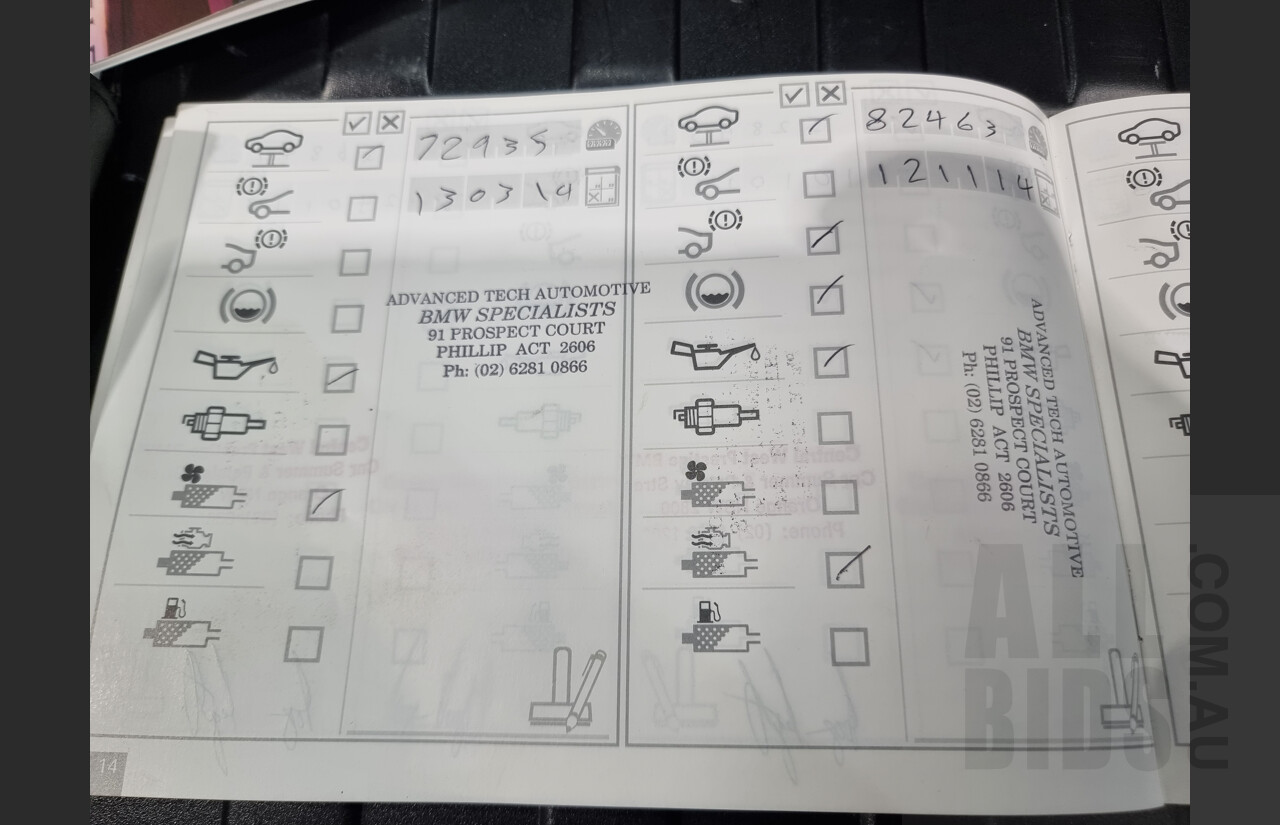 72935
130314
ADVANCED TECH AUTOMOTIVE
BMW SPECIALISTS
91 PROSPECT COURT
PHILLIP ACT 2606
Ph: (02) 6281 0866
14
82463
121114
ADVANCED TECH AUTOMOTIVE
BMW SPECIALISTS
91 PROSPECT COURT
PHILLIP ACT 2606
Ph: (02) 6281 0866
ALL
BIDS
.COM.AU